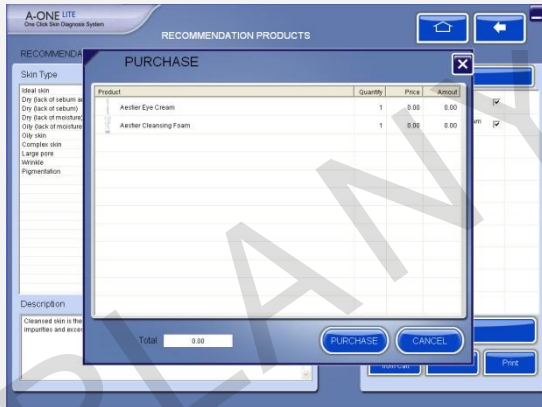 A-ONE LITE
One Click Skin Diagnosis System
RECOMMENDATION PRODUCTS
RECOMMENDA
PURCHASE
Skin Type
Ideal skin
Dry (lack of sebum a
Dry (lack of sebum)
Dry (lack of moisture)
Oily (lack of moisture
Oily skin
Complex skin
Large pore
Wrinkle
Pigmentation
Product Quantity Price Amout
Aestier Eye Cream 1 0.00 0.00
Aestier Cleansing Foam 1 0.00 0.00
Description
Cleansed skin is the
impurities and exce
Total 0.00
PURCHASE CANCEL
from Cart
Print
PLANY